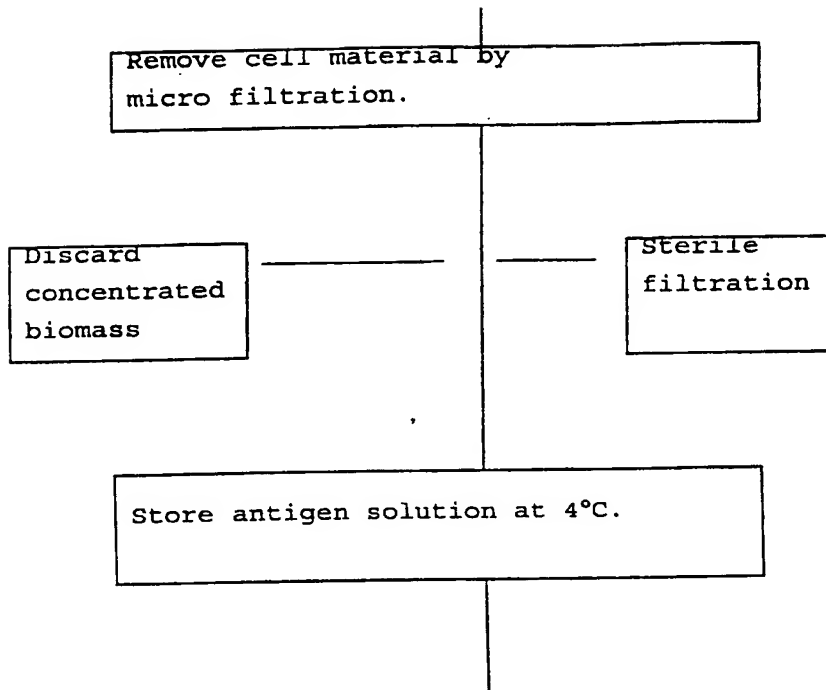 Remove cell material by
micro filtration.
Discard
concentrated
biomass
Sterile
filtration
Store antigen solution at 4°C.